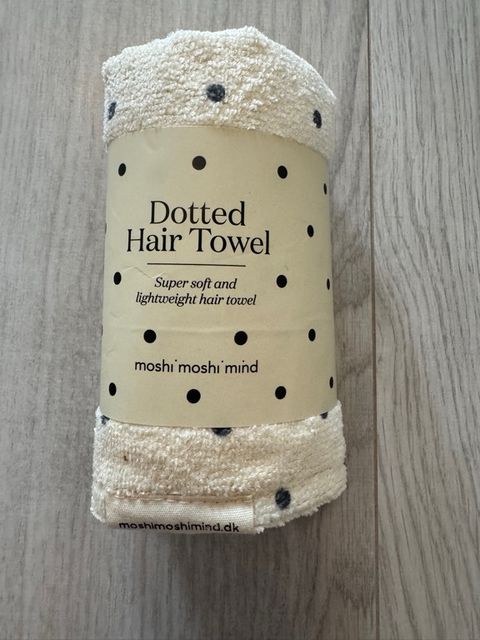 Dotted
Hair Towel
Super soft and
lightweight hair towel
moshi moshi mind
moshimoshimind.dk